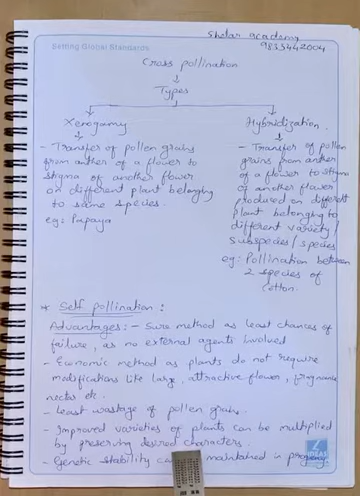 Shelar academy
9833442004
Setting Global Standards
Cross pollination
Types
Xenogamy
Hybridization.
- Transfer of pollen grains
from anther of a flower to
stigma of another flower
on different plant belonging
to same species.
eg: Papaya
- Transfer of pollen
grains from anther
of a flower to stigma
of another flower
produced on different
plant belonging to
different variety/
subspecies/species
eg: Pollination between
2 species of
Cotton.
* Self pollination:
Advantages: - Sure method as least chances of
failure, as no external agents involved
- Economic method as plants do not require
modifications like large, attractive flower, fragrance
nectar etc.
- Least wastage of pollen grains.
- Improved varieties of plants can be multiplied
by preserving desired characters.
- Genetic stability maintained in progeny
IDEAS